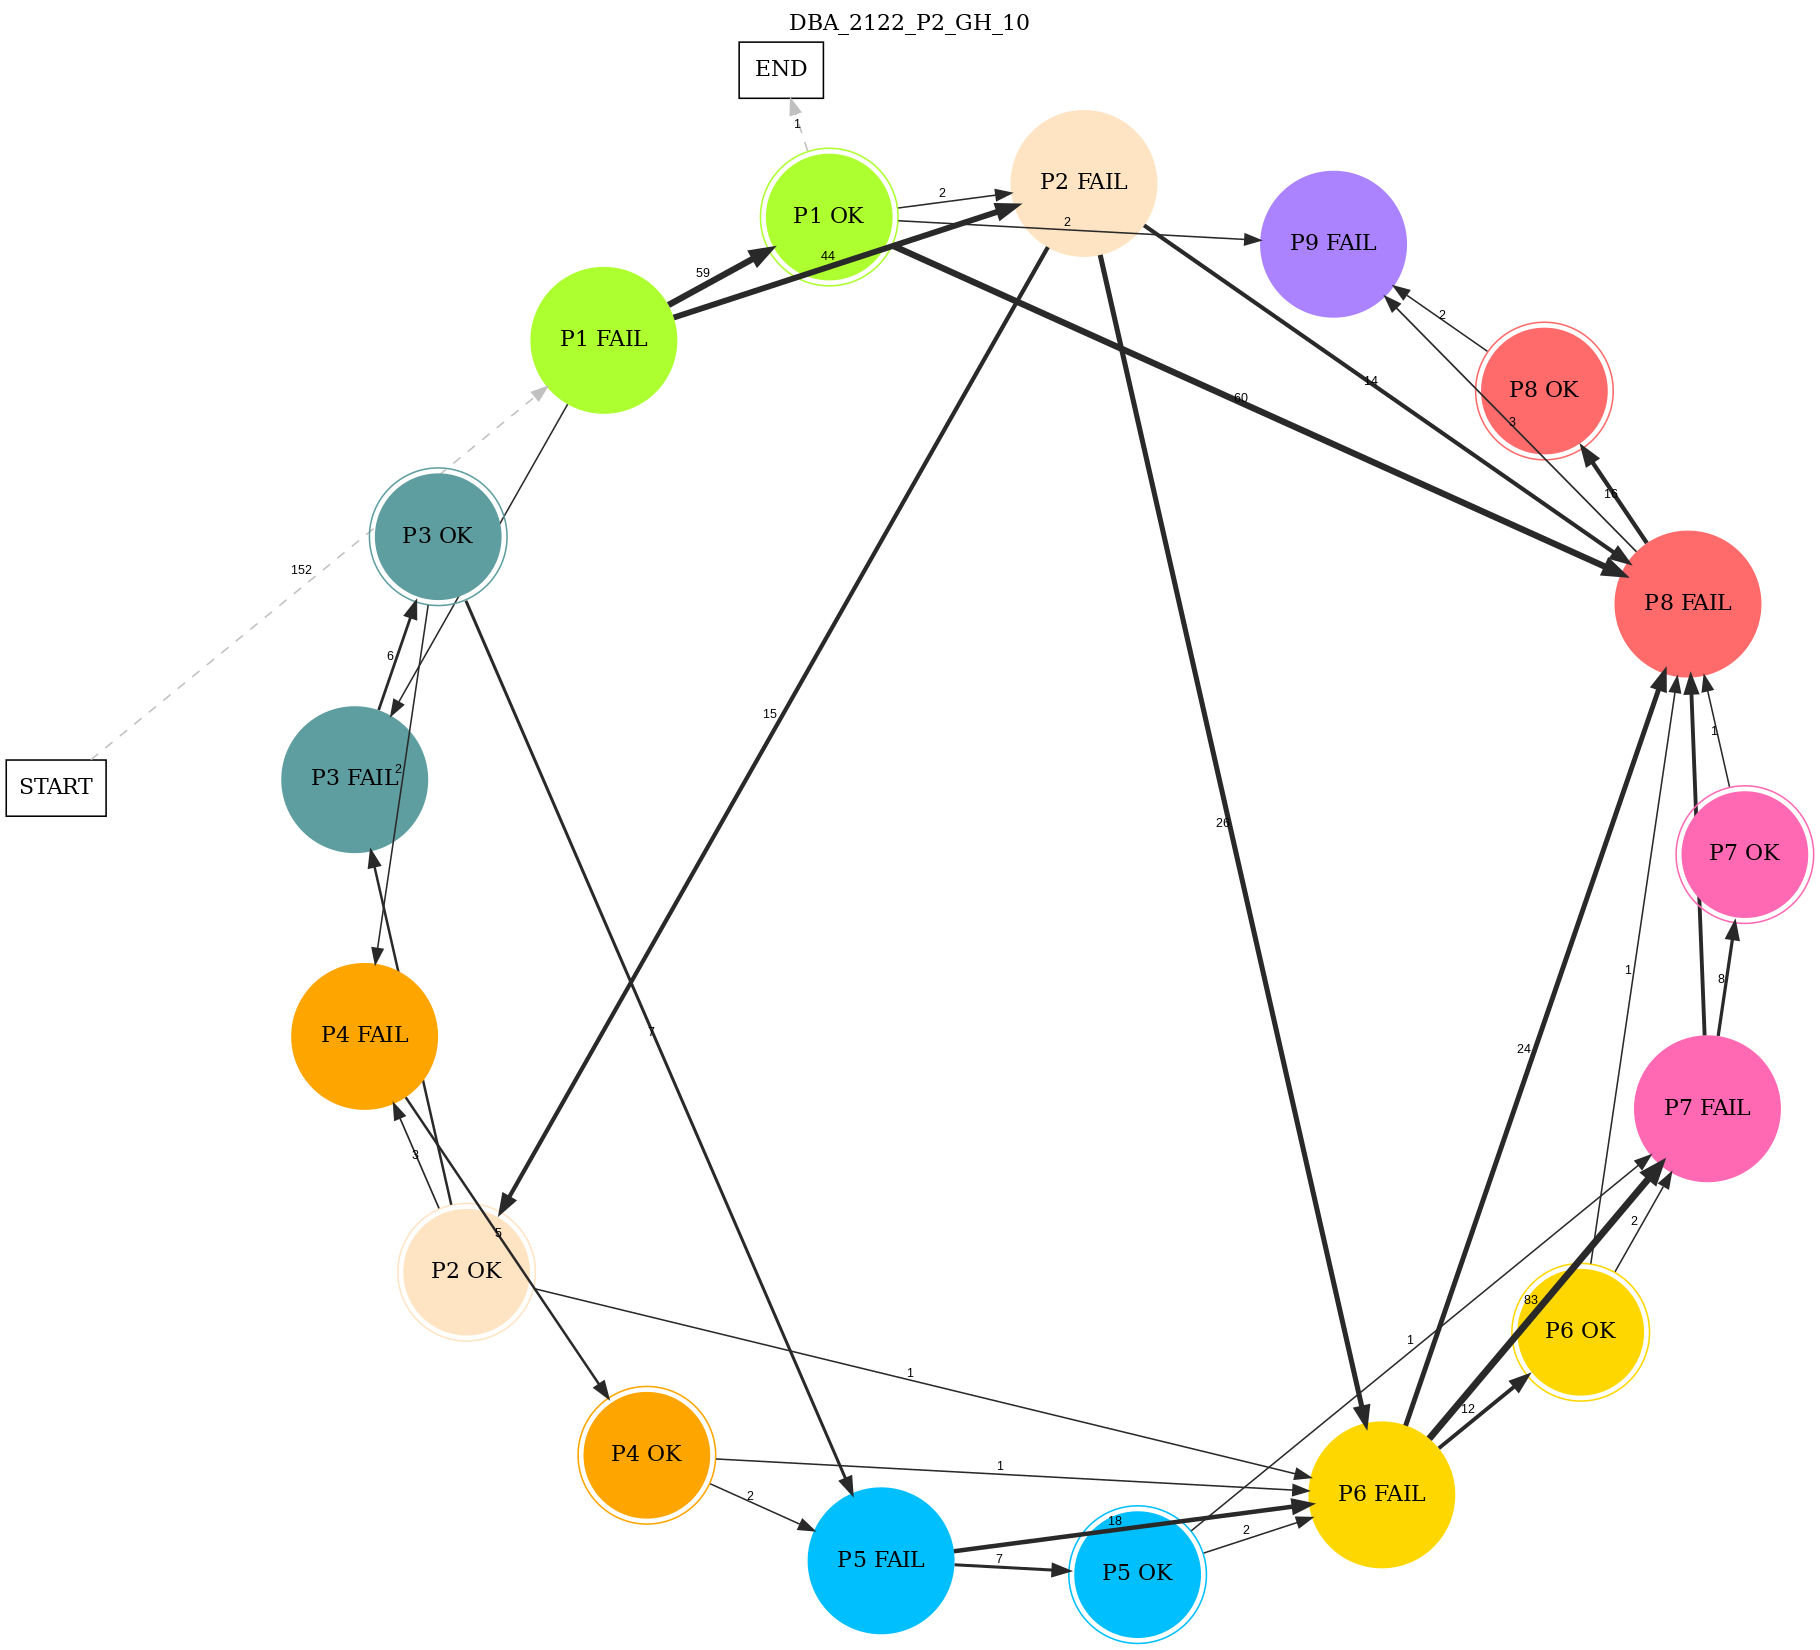 DBA_2122_P2_GH_10
END
1
P2 FAIL
2
P1 OK
2
P9 FAIL
44
59
P1 FAIL
2
14
P8 OK
60
3
16
P3 OK
152
P8 FAIL
6
15
1
P3 FAIL
2
START
26
P7 OK
1
8
7
P4 FAIL
24
P7 FAIL
3
5
2
P2 OK
83
P6 OK
1
1
12
P4 OK
1
2
P6 FAIL
18
2
P5 FAIL
7
P5 OK